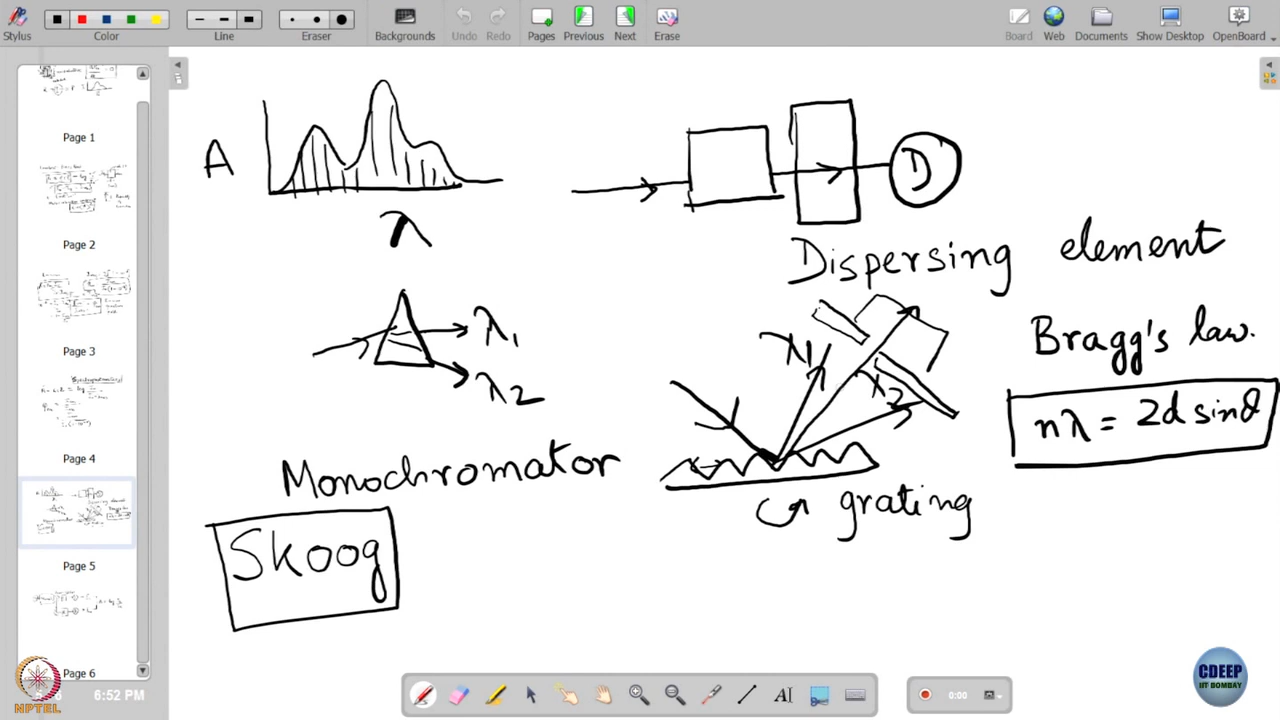 Stylus
Color
Line
Eraser
Backgrounds
Undo
Redo
Pages
Previous
Next
Erase
Board
Web
Documents
Show Desktop
OpenBoard
Page 1
Page 2
Page 3
Page 4
Page 5
Page 6
A
λ
D
Dispersing element
λ1
λ2
λ1
λ2
Bragg's law.
nλ = 2d sinθ
Monochromator
grating
Skoog
6:52 PM
NPTEL
0:00
CDEEP
IIT BOMBAY